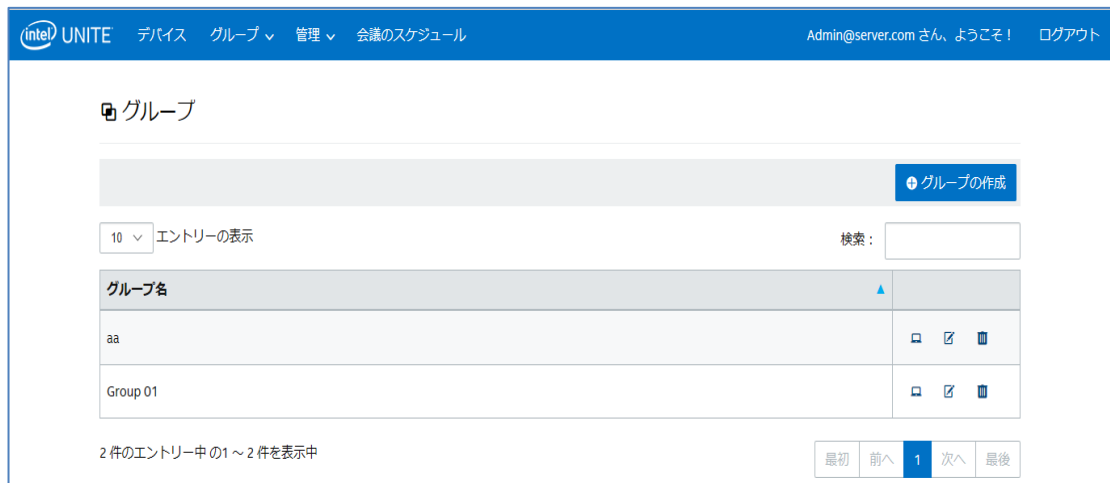 intel UNITE デバイス グループ 管理 会議のスケジュール Admin@server.com さん、ようこそ！ ログアウト
グループ
グループの作成
10 エントリーの表示 検索：
グループ名
aa
Group 01
2 件のエントリー中 の1 ～ 2 件を表示中 最初 前へ 1 次へ 最後